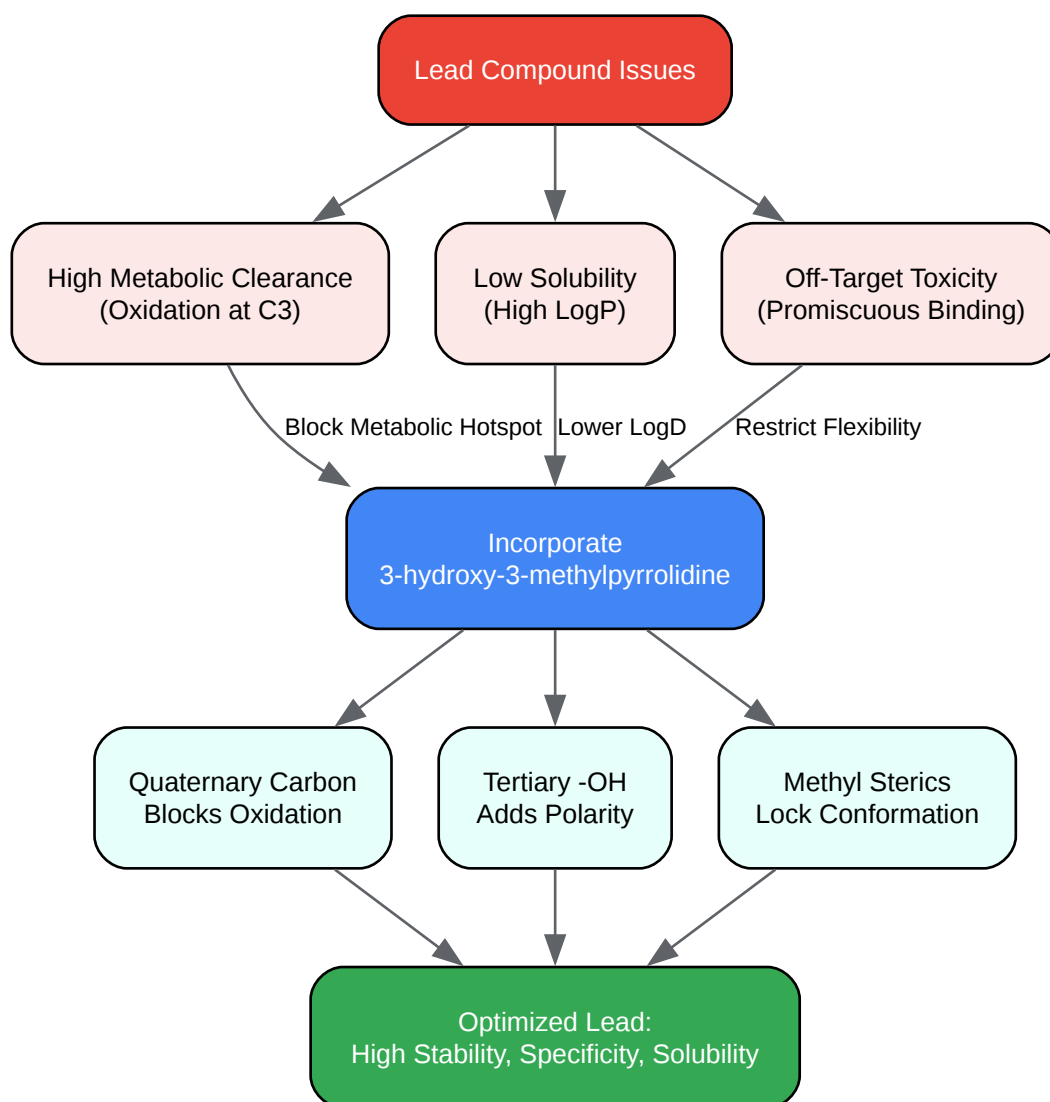 Lead Compound Issues
High Metabolic Clearance
(Oxidation at C3)
Low Solubility
(High LogP)
Off-Target Toxicity
(Promiscuous Binding)
Block Metabolic Hotspot
Lower LogD
Restrict Flexibility
Incorporate
3-hydroxy-3-methylpyrrolidine
Quaternary Carbon
Blocks Oxidation
Tertiary -OH
Adds Polarity
Methyl Sterics
Lock Conformation
Optimized Lead:
High Stability, Specificity, Solubility